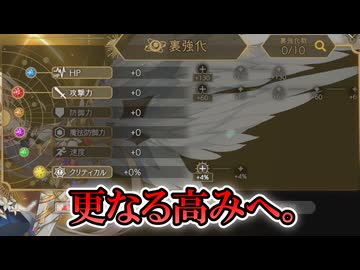 裏強化
裏強化数
0/10
HP +0 +130
攻撃力 +0 +60
防御力 +0
魔法防御力 +0
速度 +0
クリティカル +0% +4% +4%
更なる高みへ。